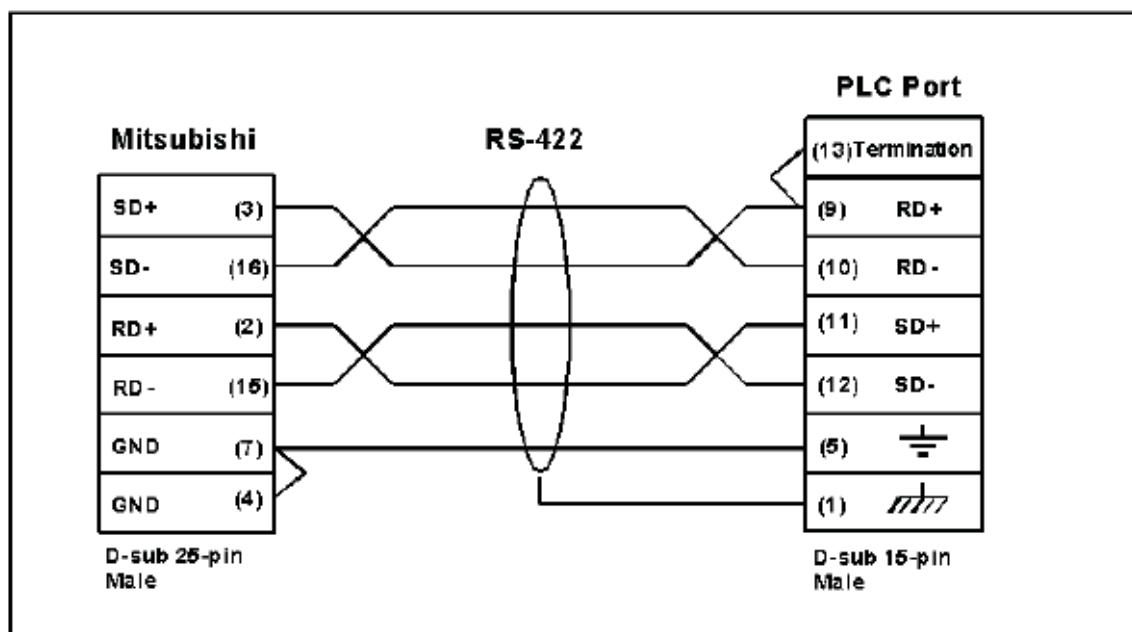 PLC Port
Mitsubishi
RS-422
(13)Termination
SD+ (3)
(9) RD+
SD- (16)
(10) RD-
RD+ (2)
(11) SD+
RD- (15)
(12) SD-
GND (7)
(5)
GND (4)
(1)
D-sub 25-pin
Male
D-sub 15-pin
Male